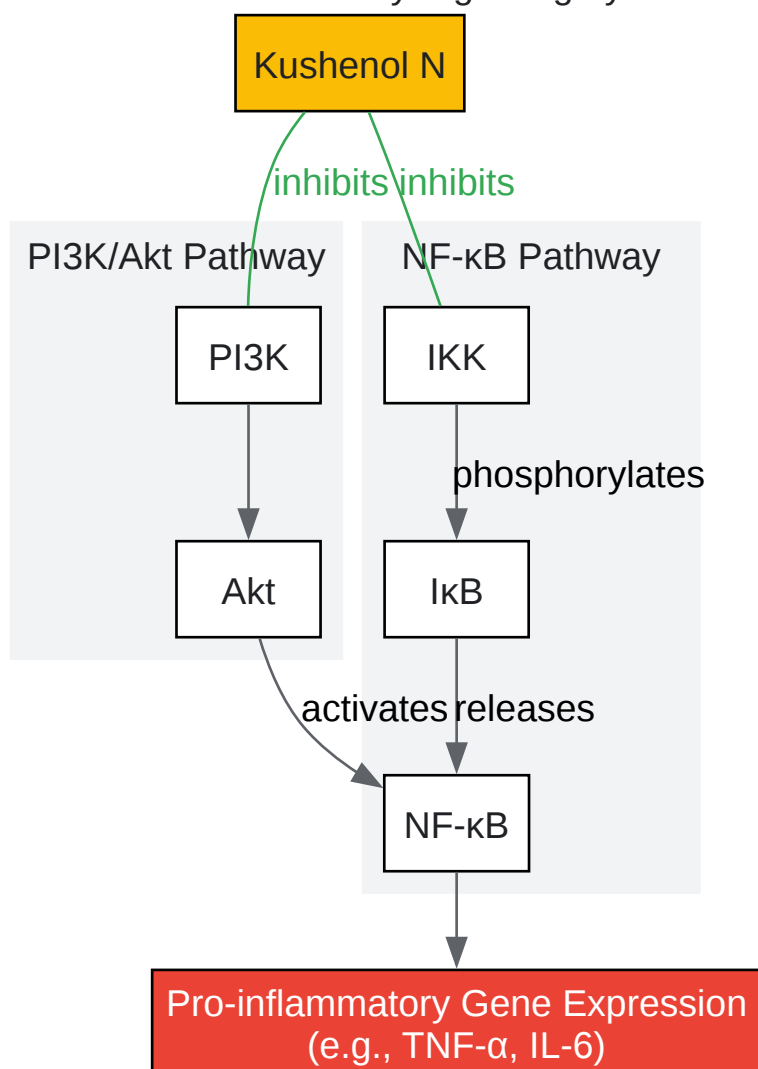 Kushenol N
inhibits inhibits
PI3K/Akt Pathway
NF-κB Pathway
PI3K
IKK
phosphorylates
Akt
IκB
activates releases
NF-κB
Pro-inflammatory Gene Expression
(e.g., TNF-α, IL-6)